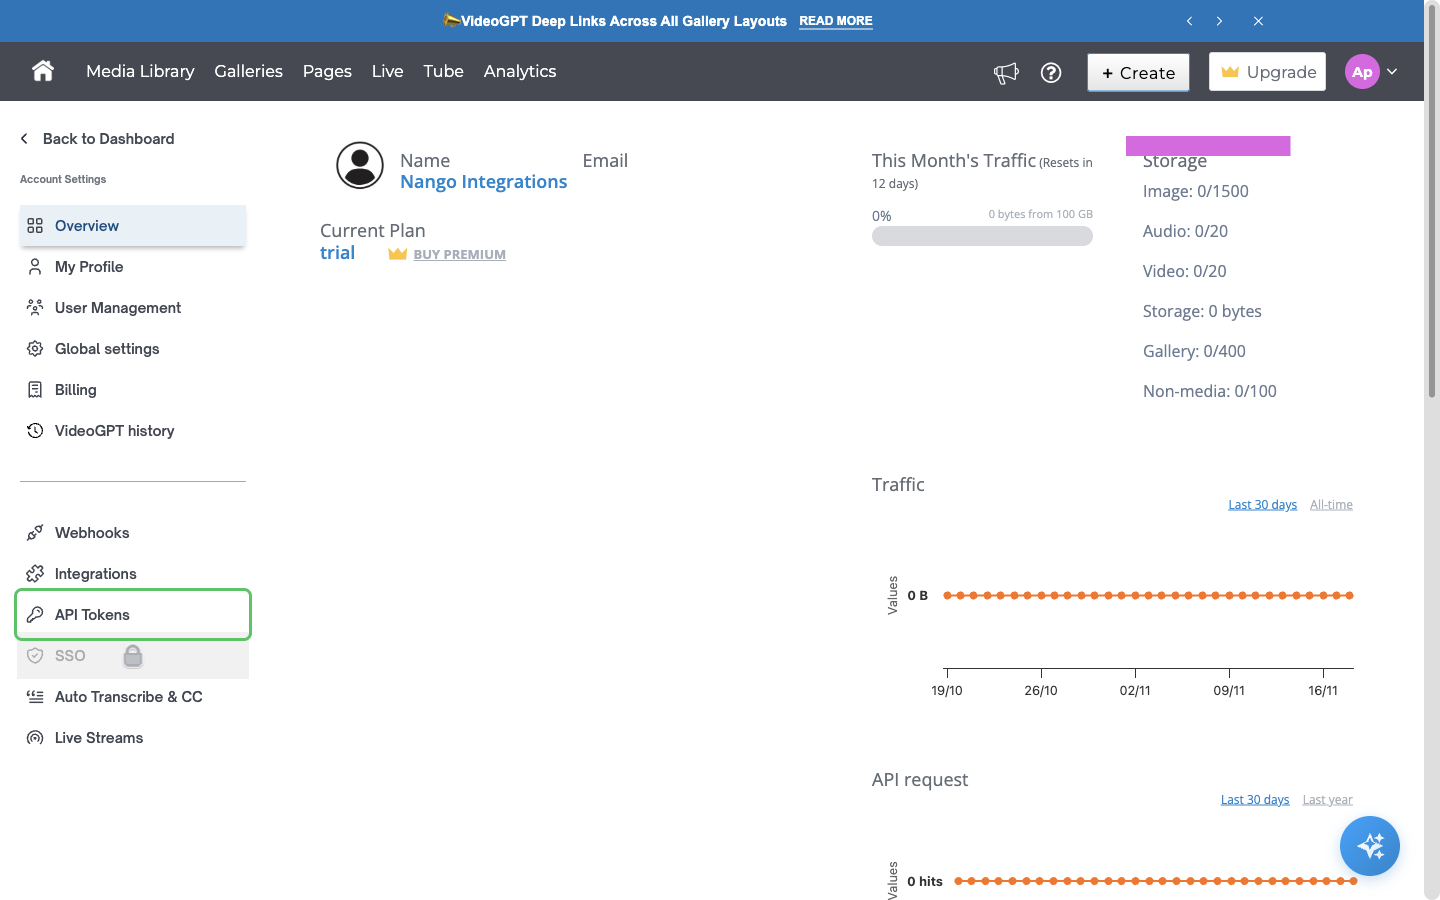 VideoGPT Deep Links Across All Gallery Layouts READ MORE
Media Library Galleries Pages Live Tube Analytics
+ Create
Upgrade
Ap
Back to Dashboard
Account Settings
Overview
My Profile
User Management
Global settings
Billing
VideoGPT history
Webhooks
Integrations
API Tokens
SSO
Auto Transcribe & CC
Live Streams
Name
Nango Integrations
Email
Current Plan
trial
BUY PREMIUM
This Month's Traffic (Resets in
12 days)
0% 0 bytes from 100 GB
Storage
Image: 0/1500
Audio: 0/20
Video: 0/20
Storage: 0 bytes
Gallery: 0/400
Non-media: 0/100
Traffic
Last 30 days All-time
Values
0 B
19/10 26/10 02/11 09/11 16/11
API request
Last 30 days Last year
Values
0 hits